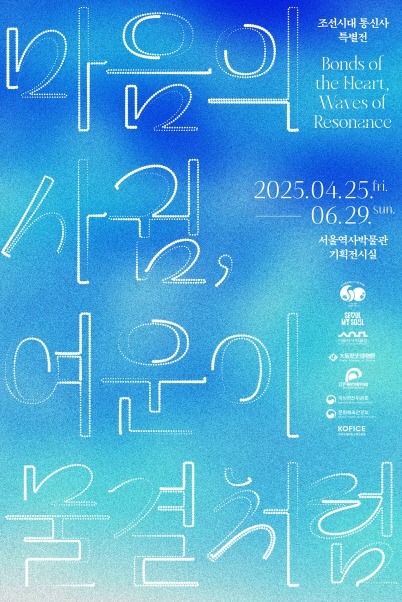 마음의
사귐,
여운이
물결처럼
조선시대 통신사
특별전
Bonds of
the Heart,
Waves of
Resonance
2025.04.25.fri.
06.29.sun.
서울역사박물관
기획전시실
SEOUL
MY SOUL
KOFICE